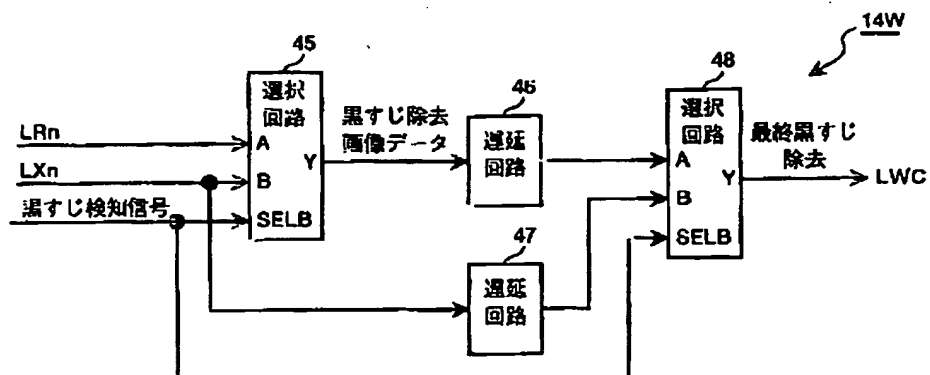 14W
45
選択
回路
LRn
A
LXn
B
Y
黒すじ検知信号
SELB
黒すじ除去
画像データ
46
遅延
回路
47
遅延
回路
48
選択
回路
A
B
Y
SELB
最終黒すじ
除去
LWC